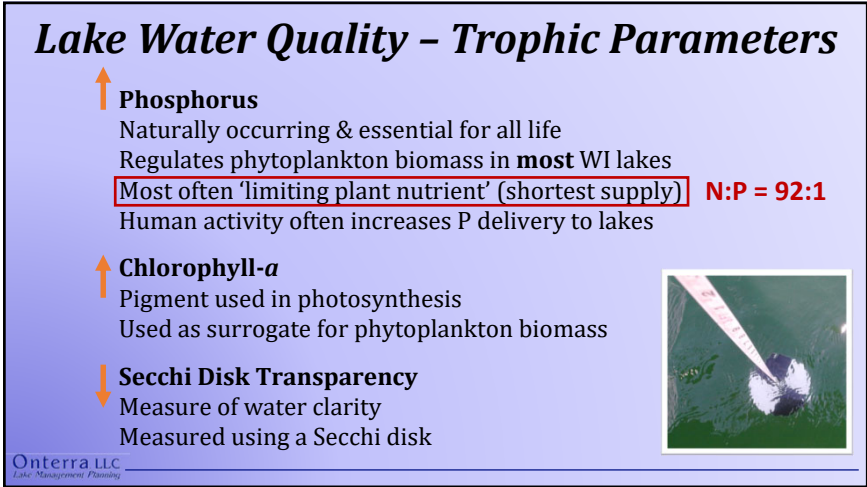 Lake Water Quality – Trophic Parameters
Phosphorus
Naturally occurring & essential for all life
Regulates phytoplankton biomass in most WI lakes
Most often ‘limiting plant nutrient’ (shortest supply) N:P = 92:1
Human activity often increases P delivery to lakes
Chlorophyll-a
Pigment used in photosynthesis
Used as surrogate for phytoplankton biomass
Secchi Disk Transparency
Measure of water clarity
Measured using a Secchi disk
Onterra LLC
Lake Management Planning